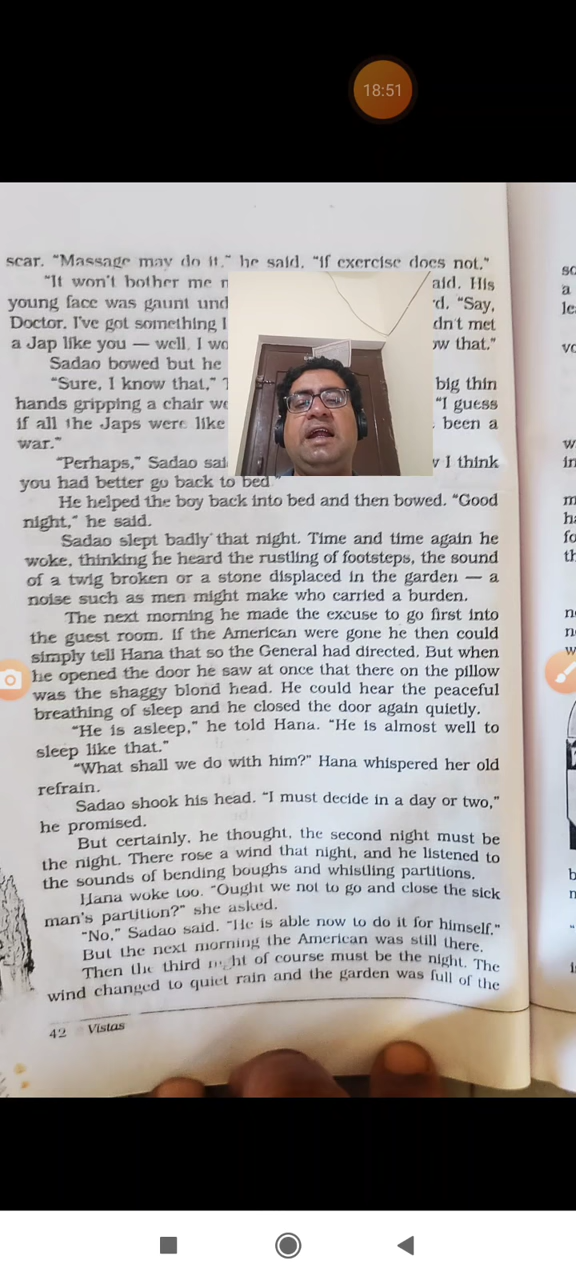 18:51
scar. “Massage may do it,” he said, “if exercise does not.”
“It won't bother me aid. His
young face was gaunt und d. “Say,
Doctor, I've got something I dn't met
a Jap like you — well, I wo ow that.”
Sadao bowed but he
“Sure, I know that,” big thin
hands gripping a chair we “I guess
if all the Japs were like been a
war.”
“Perhaps,” Sadao sai I think
you had better go back to bed.”
He helped the boy back into bed and then bowed. “Good
night,” he said.
Sadao slept badly that night. Time and time again he
woke, thinking he heard the rustling of footsteps, the sound
of a twig broken or a stone displaced in the garden — a
noise such as men might make who carried a burden.
The next morning he made the excuse to go first into
the guest room. If the American were gone he then could
simply tell Hana that so the General had directed. But when
he opened the door he saw at once that there on the pillow
was the shaggy blond head. He could hear the peaceful
breathing of sleep and he closed the door again quietly.
“He is asleep,” he told Hana. “He is almost well to
sleep like that.”
“What shall we do with him?” Hana whispered her old
refrain.
Sadao shook his head. “I must decide in a day or two,”
he promised.
But certainly, he thought, the second night must be
the night. There rose a wind that night, and he listened to
the sounds of bending boughs and whistling partitions.
Hana woke too. “Ought we not to go and close the sick
man's partition?” she asked.
“No,” Sadao said. “He is able now to do it for himself.”
But the next morning the American was still there.
Then the third night of course must be the night. The
wind changed to quiet rain and the garden was full of the
42 Vistas